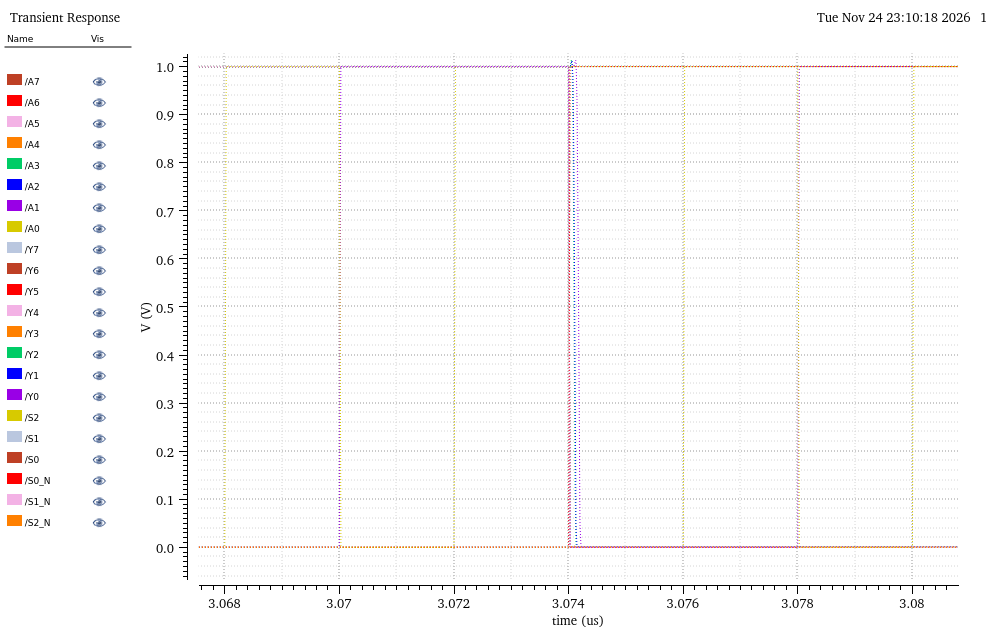 Transient Response
Tue Nov 24 23:10:18 2026 1
Name Vis
/A7
/A6
/A5
/A4
/A3
/A2
/A1
/A0
/Y7
/Y6
/Y5
/Y4
/Y3
/Y2
/Y1
/Y0
/S2
/S1
/S0
/S0_N
/S1_N
/S2_N
V (V)
1.0
0.9
0.8
0.7
0.6
0.5
0.4
0.3
0.2
0.1
0.0
3.068 3.07 3.072 3.074 3.076 3.078 3.08
time (us)